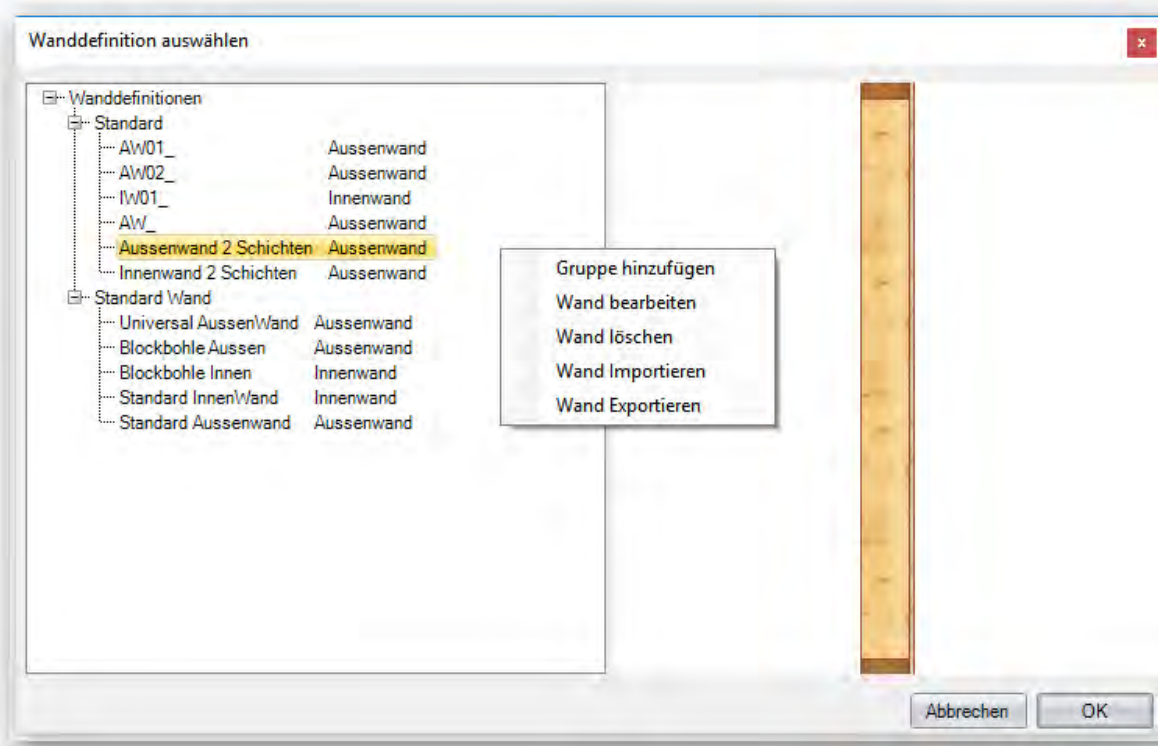 Wanddefinition auswählen
x
Wanddefinitionen
Standard
AW01_ Aussenwand
AW02_ Aussenwand
IW01_ Innenwand
AW_ Aussenwand
Aussenwand 2 Schichten Aussenwand
Innenwand 2 Schichten Aussenwand
Standard Wand
Universal AussenWand Aussenwand
Blockbohle Aussen Aussenwand
Blockbohle Innen Innenwand
Standard InnenWand Innenwand
Standard Aussenwand Aussenwand
Gruppe hinzufügen
Wand bearbeiten
Wand löschen
Wand Importieren
Wand Exportieren
Abbrechen OK